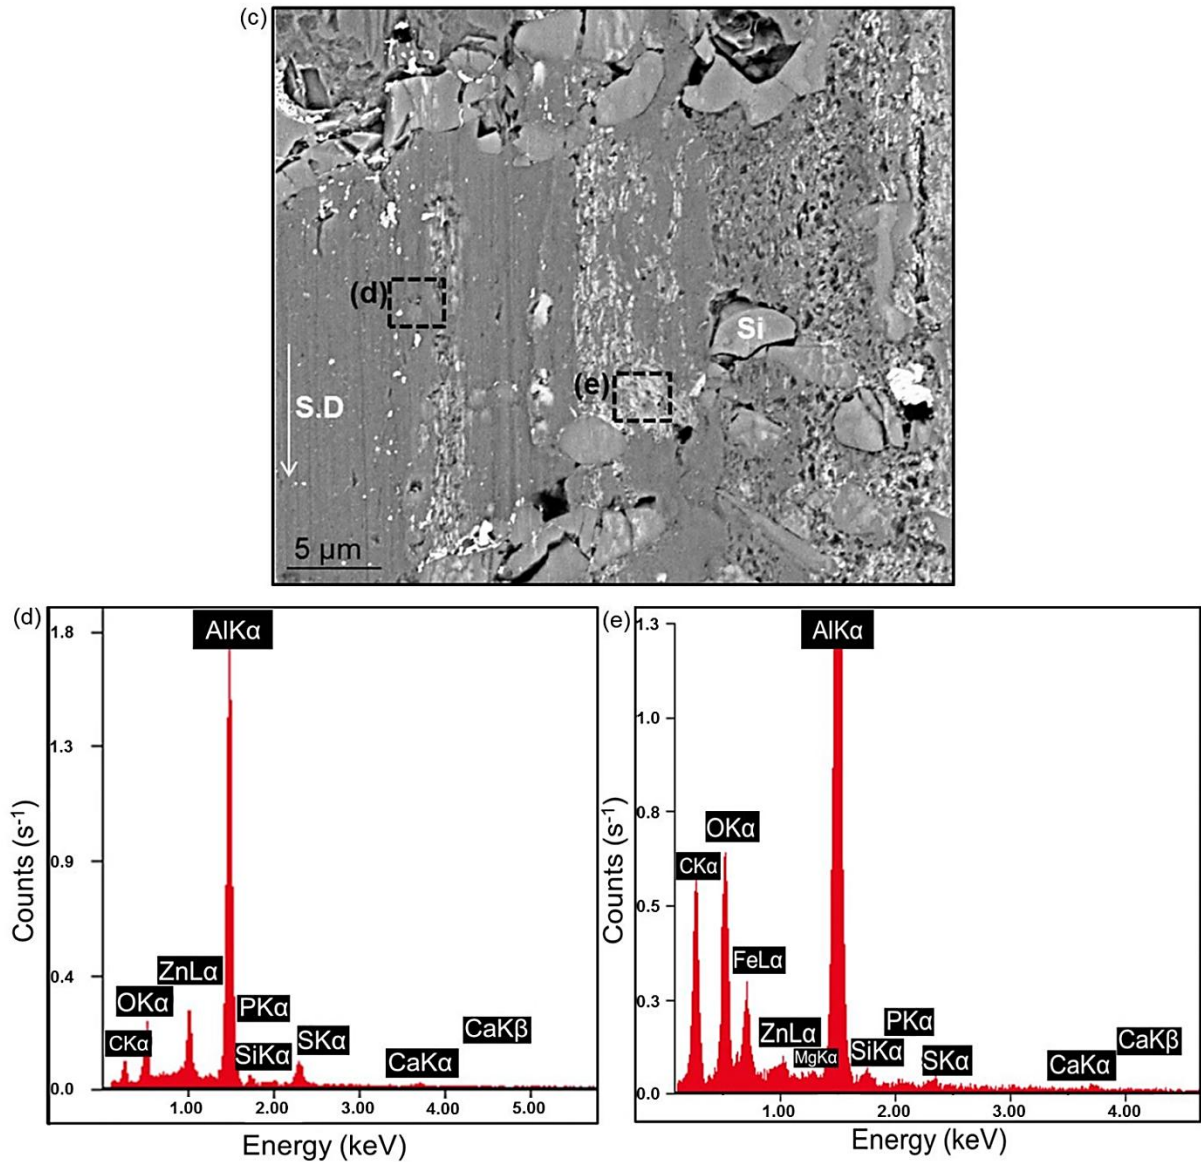 (c)
(d)
Si
(e)
S.D
5 µm
(d)
AlKα
1.8
1.3
0.9
0.4
0.0
ZnLα
OKα
CKα
PKα
SiKα
SKα
CaKα
CaKβ
1.00 2.00 3.00 4.00 5.00
Counts (s-1)
Energy (keV)
(e)
AlKα
1.3
1.0
0.8
0.5
0.3
0.0
OKα
CKα
FeLα
ZnLα
MgKα
SiKα
PKα
SKα
CaKα
CaKβ
1.00 2.00 3.00 4.00
Counts (s-1)
Energy (keV)